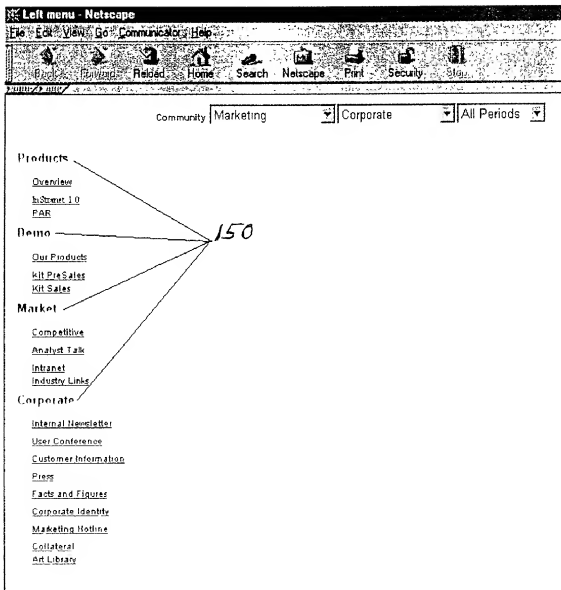 Left menu - Netscape
File Edit View Go Communicator Help
Back Forward Reload Home Search Netscape Print Security Stop
Community Marketing Corporate All Periods
Products
Overview
InStranet 1.0
PAR
Demo
150
Our Products
Kit PreSales
Kit Sales
Market
Competitive
Analyst Talk
Intranet
Industry Links
Corporate
Internal Newsletter
User Conference
Customer Information
Press
Facts and Figures
Corporate Identity
Marketing Hotline
Collateral
Art Library